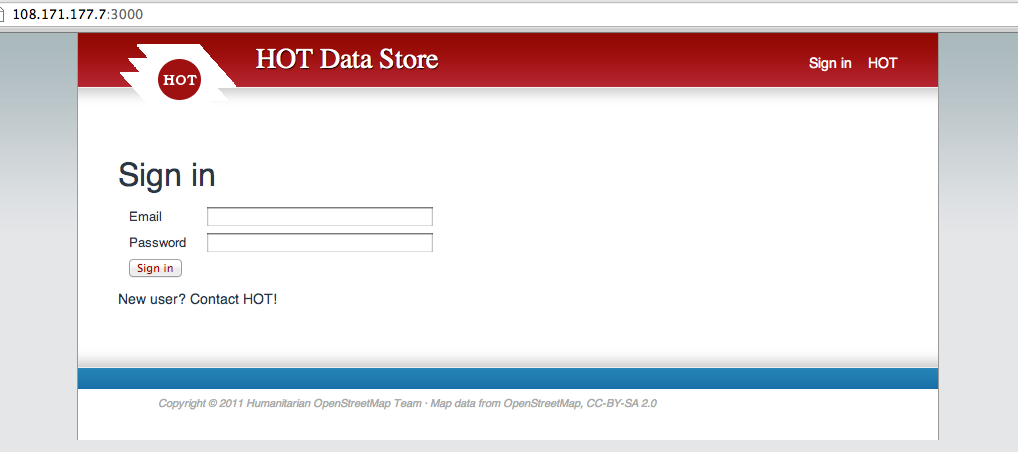 108.171.177.7:3000
HOT
HOT Data Store
Sign in HOT
Sign in
Email
Password
Sign in
New user? Contact HOT!
Copyright © 2011 Humanitarian OpenStreetMap Team · Map data from OpenStreetMap, CC-BY-SA 2.0